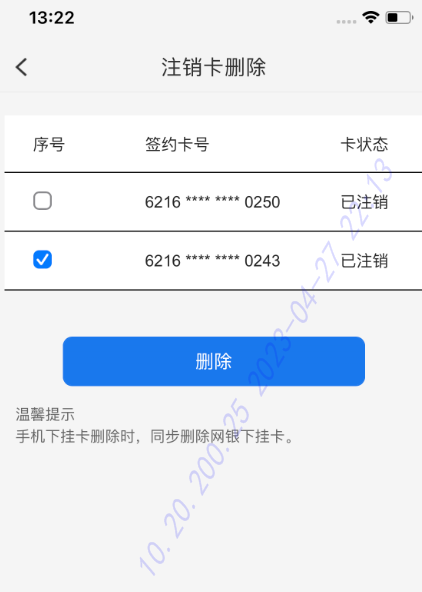 13:22
注销卡删除
序号 签约卡号 卡状态
6216 **** **** 0250 已注销
6216 **** **** 0243 已注销
删除
温馨提示
手机下挂卡删除时，同步删除网银下挂卡。
10.20.200.25 2023-04-27 22:13